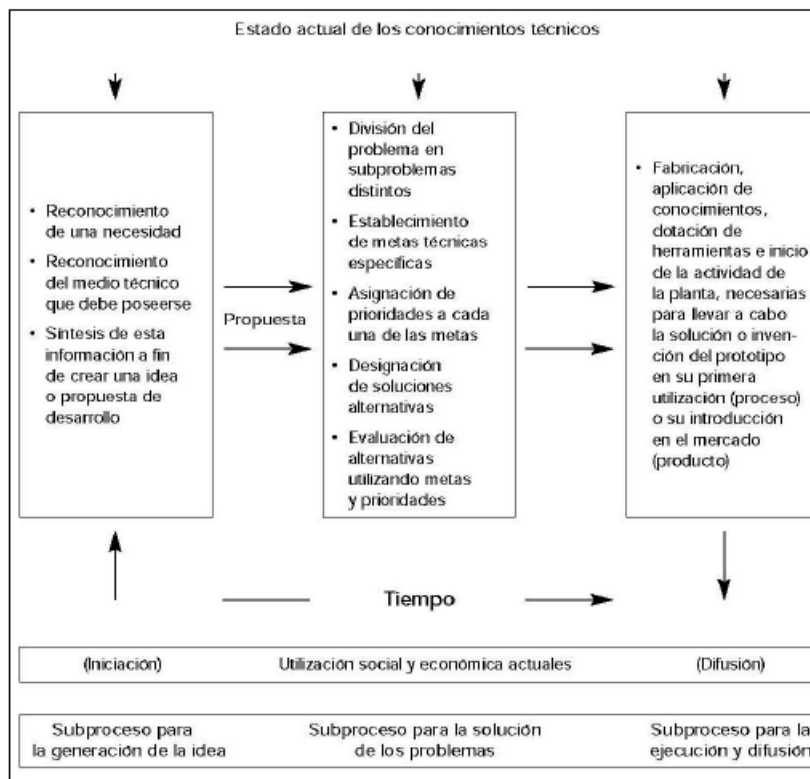 Estado actual de los conocimientos técnicos
• Reconocimiento
de una necesidad
• Reconocimiento
del medio técnico
que debe poseerse
• Síntesis de esta
información a fin
de crear una idea
o propuesta de
desarrollo
Propuesta
• División del
problema en
subproblemas
distintos
• Establecimiento
de metas técnicas
específicas
• Asignación de
prioridades a cada
una de las metas
• Designación
de soluciones
alternativas
• Evaluación de
alternativas
utilizando metas
y prioridades
• Fabricación,
aplicación de
conocimientos,
dotación de
herramientas e inicio
de la actividad de
la planta, necesarias
para llevar a cabo
la solución o inven-
ción del prototipo
en su primera
utilización (proceso)
o su introducción
en el mercado
(producto)
Tiempo
(Iniciación) Utilización social y económica actuales (Difusión)
Subproceso para
la generación de la idea
Subproceso para la solución
de los problemas
Subproceso para la
ejecución y difusión